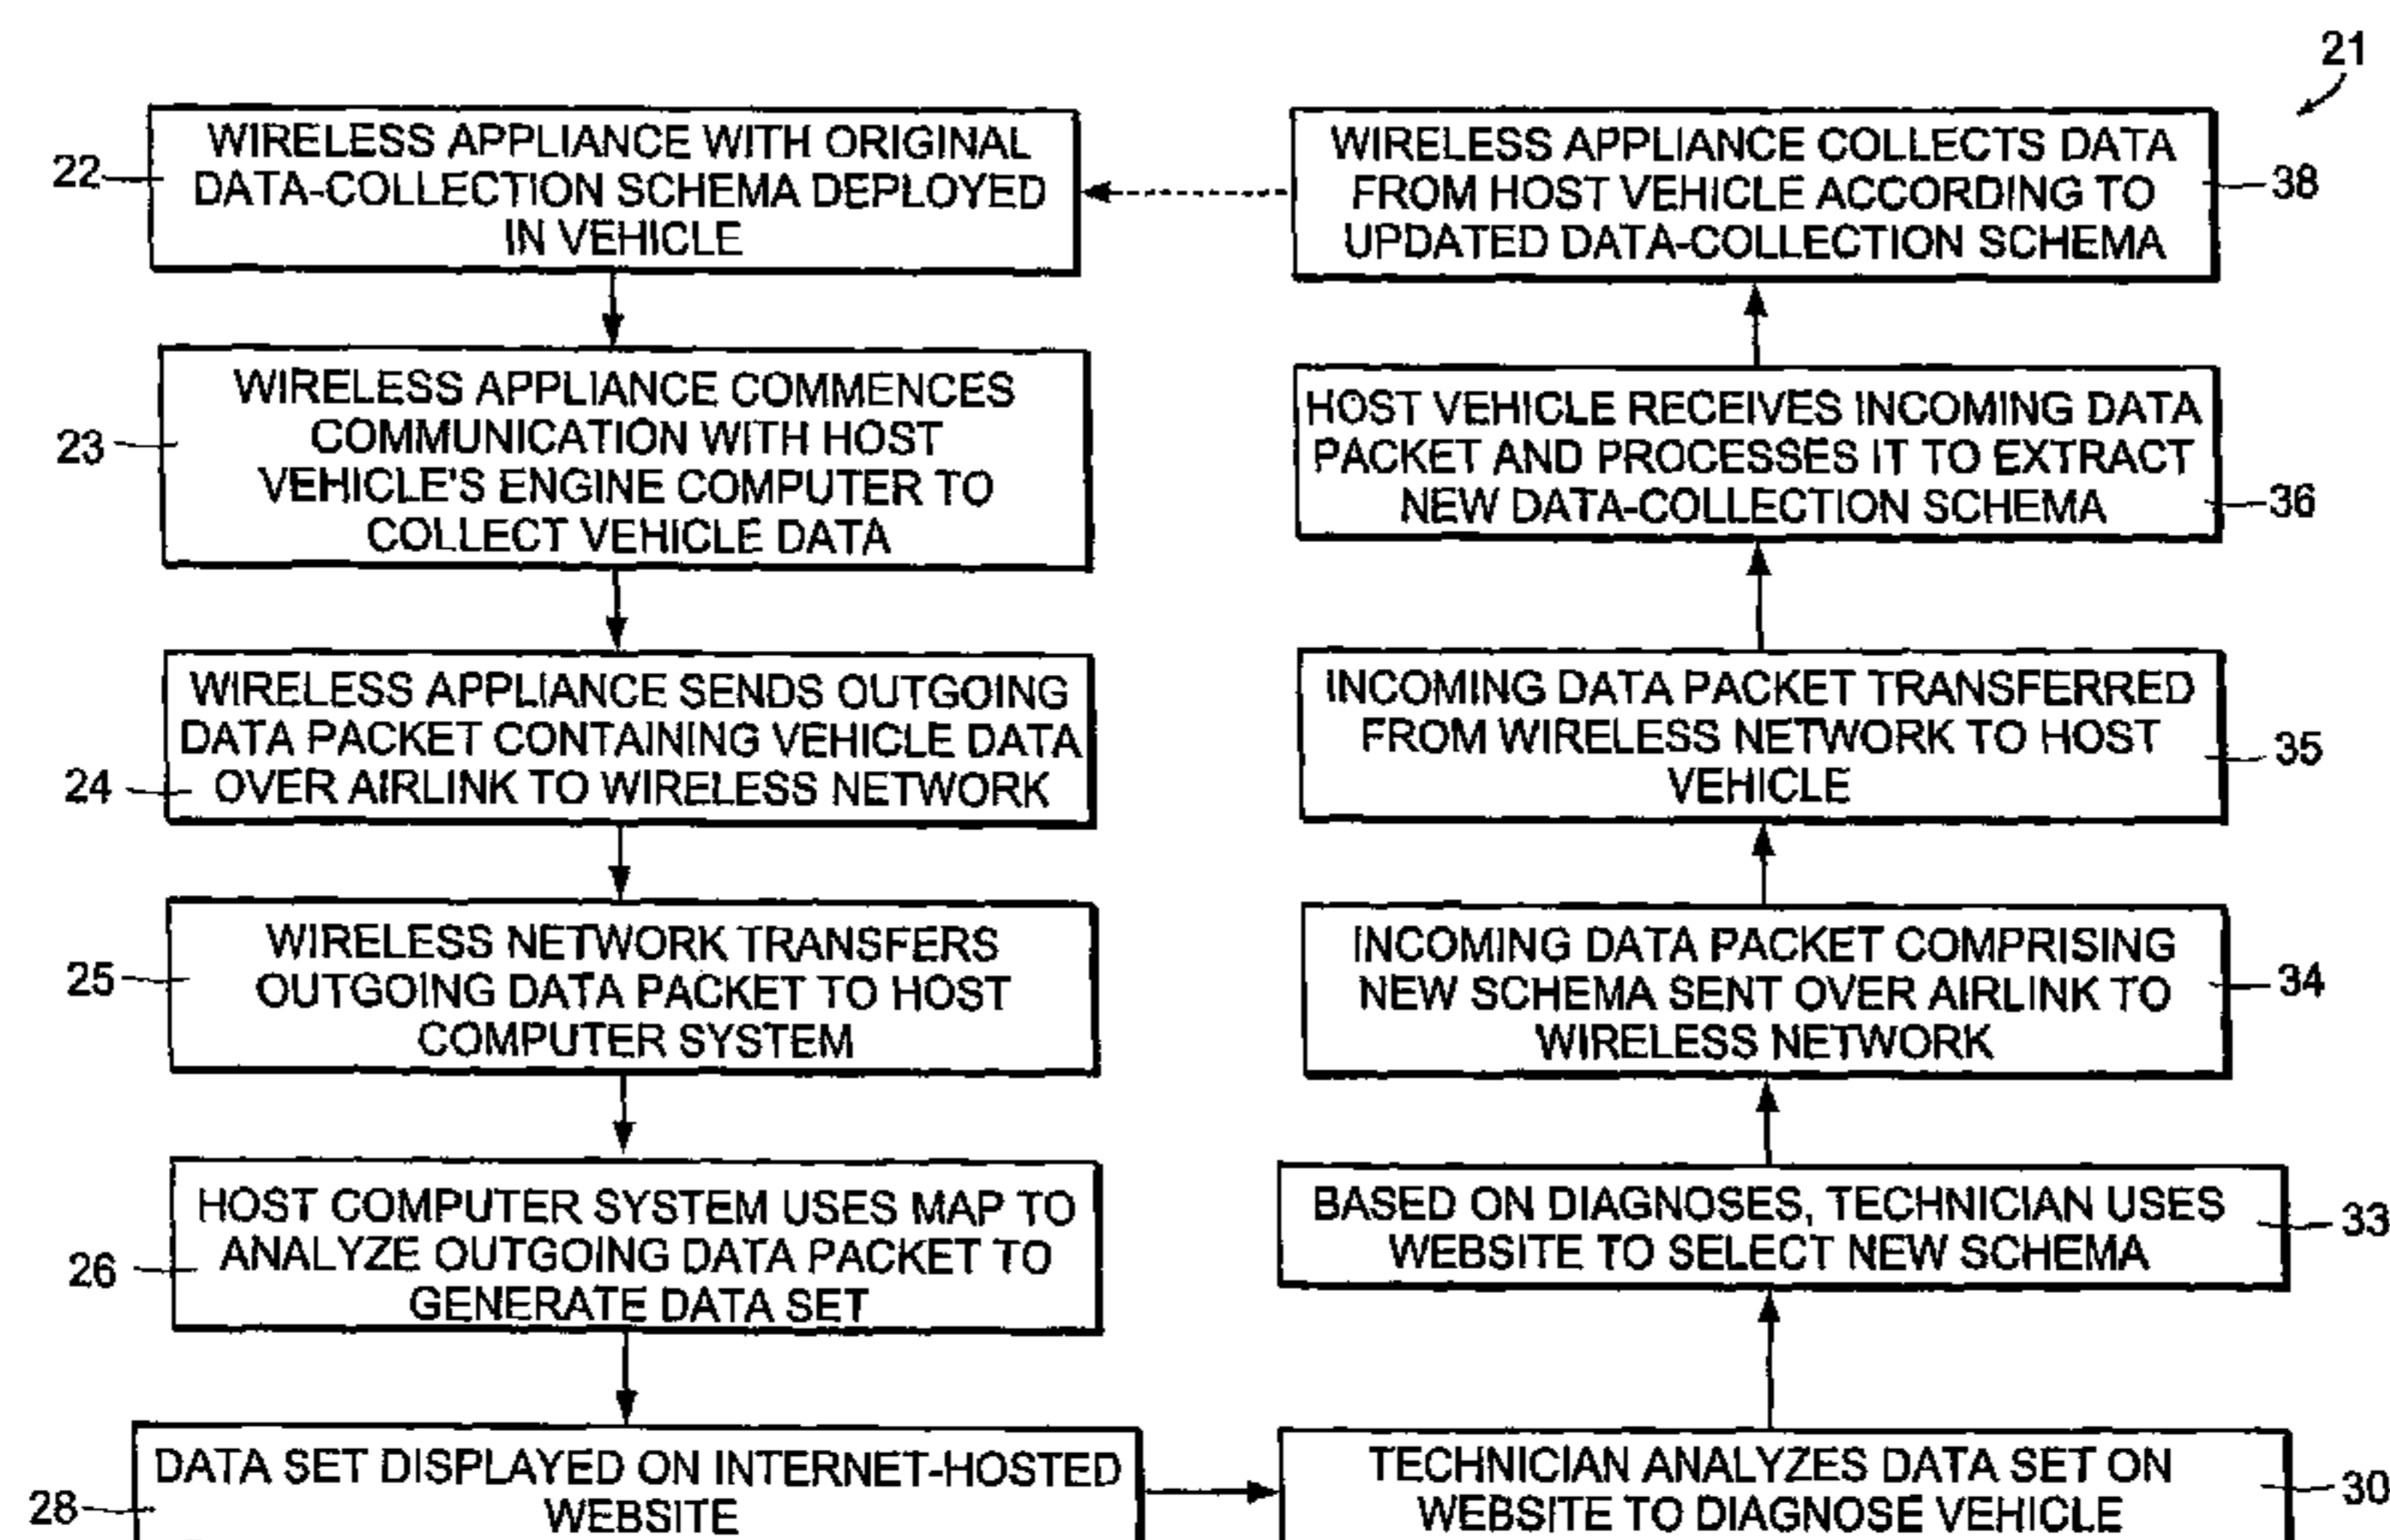 21
22
WIRELESS APPLIANCE WITH ORIGINAL
DATA-COLLECTION SCHEMA DEPLOYED
IN VEHICLE
23
WIRELESS APPLIANCE COMMENCES
COMMUNICATION WITH HOST
VEHICLE'S ENGINE COMPUTER TO
COLLECT VEHICLE DATA
24
WIRELESS APPLIANCE SENDS OUTGOING
DATA PACKET CONTAINING VEHICLE DATA
OVER AIRLINK TO WIRELESS NETWORK
25
WIRELESS NETWORK TRANSFERS
OUTGOING DATA PACKET TO HOST
COMPUTER SYSTEM
26
HOST COMPUTER SYSTEM USES MAP TO
ANALYZE OUTGOING DATA PACKET TO
GENERATE DATA SET
28
DATA SET DISPLAYED ON INTERNET-HOSTED
WEBSITE
TECHNICIAN ANALYZES DATA SET ON
WEBSITE TO DIAGNOSE VEHICLE
30
BASED ON DIAGNOSES, TECHNICIAN USES
WEBSITE TO SELECT NEW SCHEMA
33
INCOMING DATA PACKET COMPRISING
NEW SCHEMA SENT OVER AIRLINK TO
WIRELESS NETWORK
34
INCOMING DATA PACKET TRANSFERRED
FROM WIRELESS NETWORK TO HOST
VEHICLE
35
HOST VEHICLE RECEIVES INCOMING DATA
PACKET AND PROCESSES IT TO EXTRACT
NEW DATA-COLLECTION SCHEMA
36
WIRELESS APPLIANCE COLLECTS DATA
FROM HOST VEHICLE ACCORDING TO
UPDATED DATA-COLLECTION SCHEMA
38